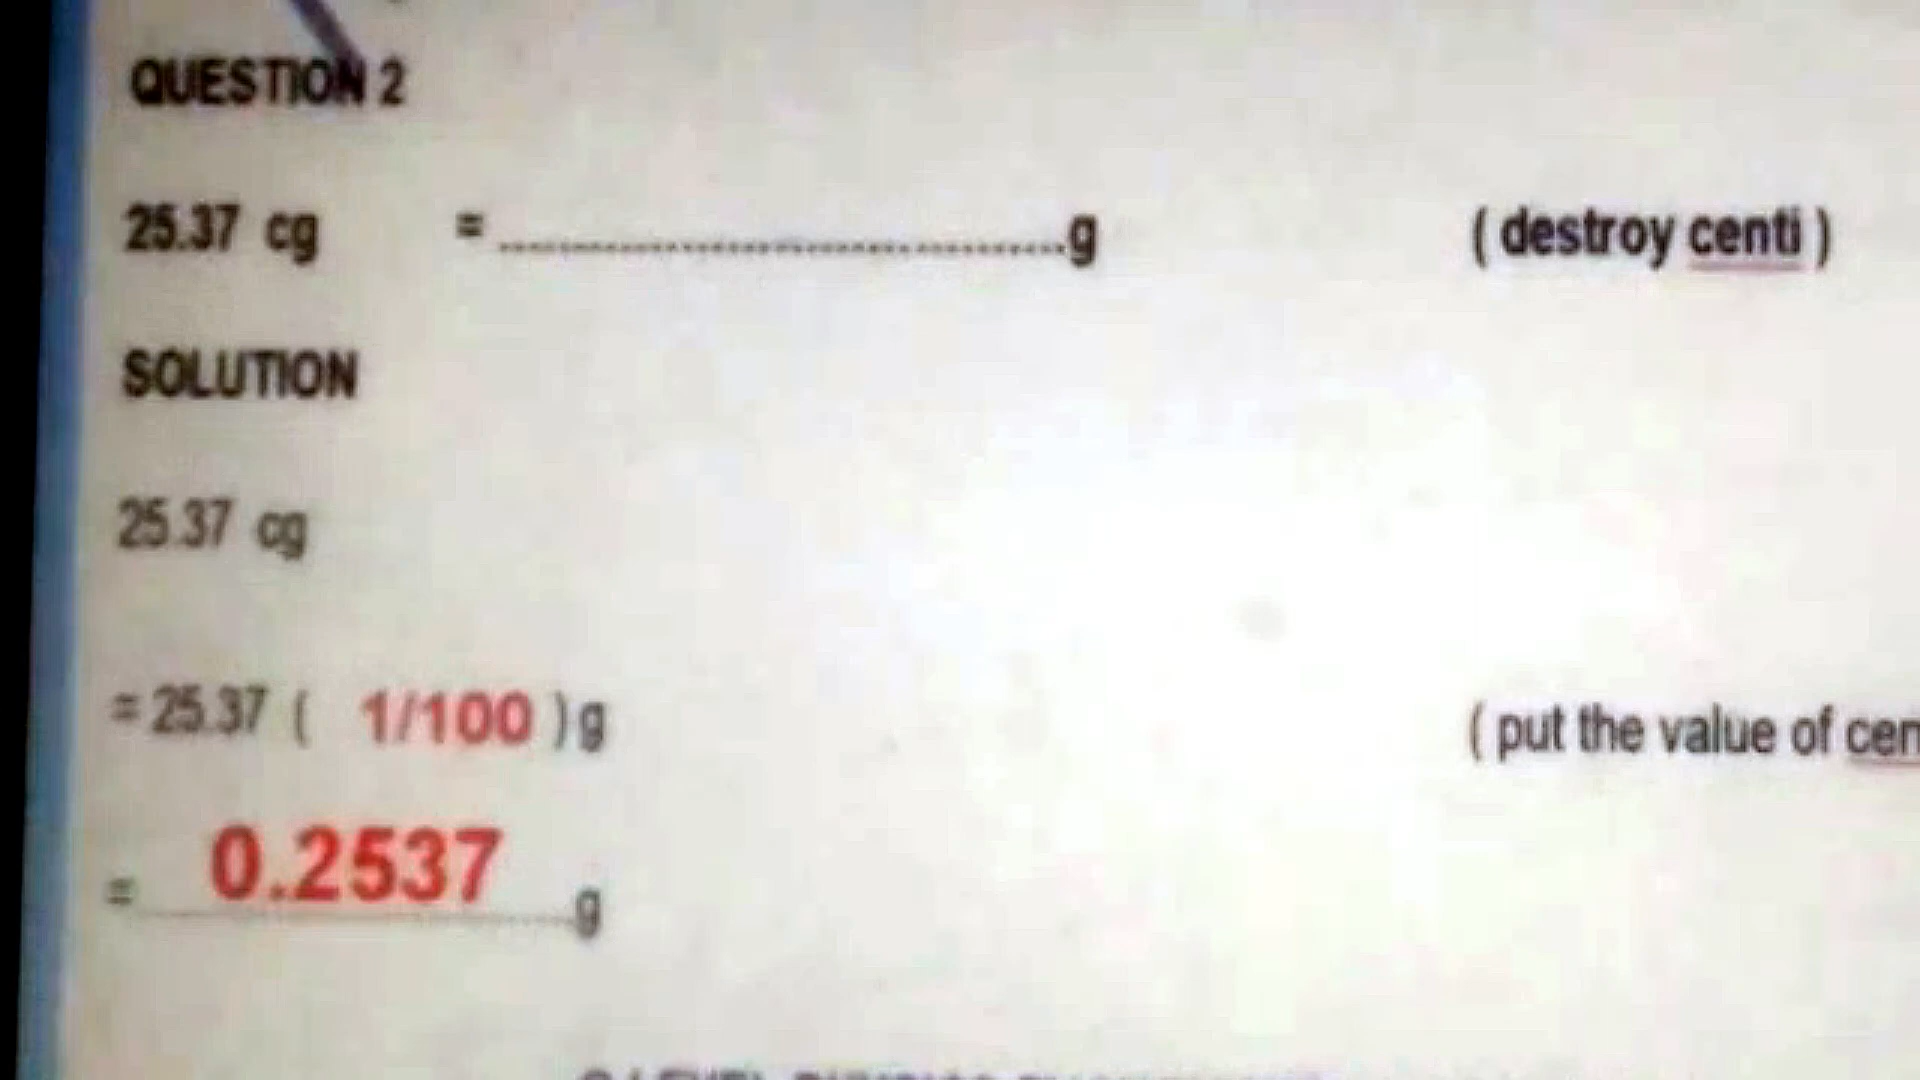 QUESTION 2
25.37 cg = ..............................g ( destroy centi )
SOLUTION
25.37 cg
= 25.37 ( 1/100 ) g ( put the value of cen
= 0.2537 g